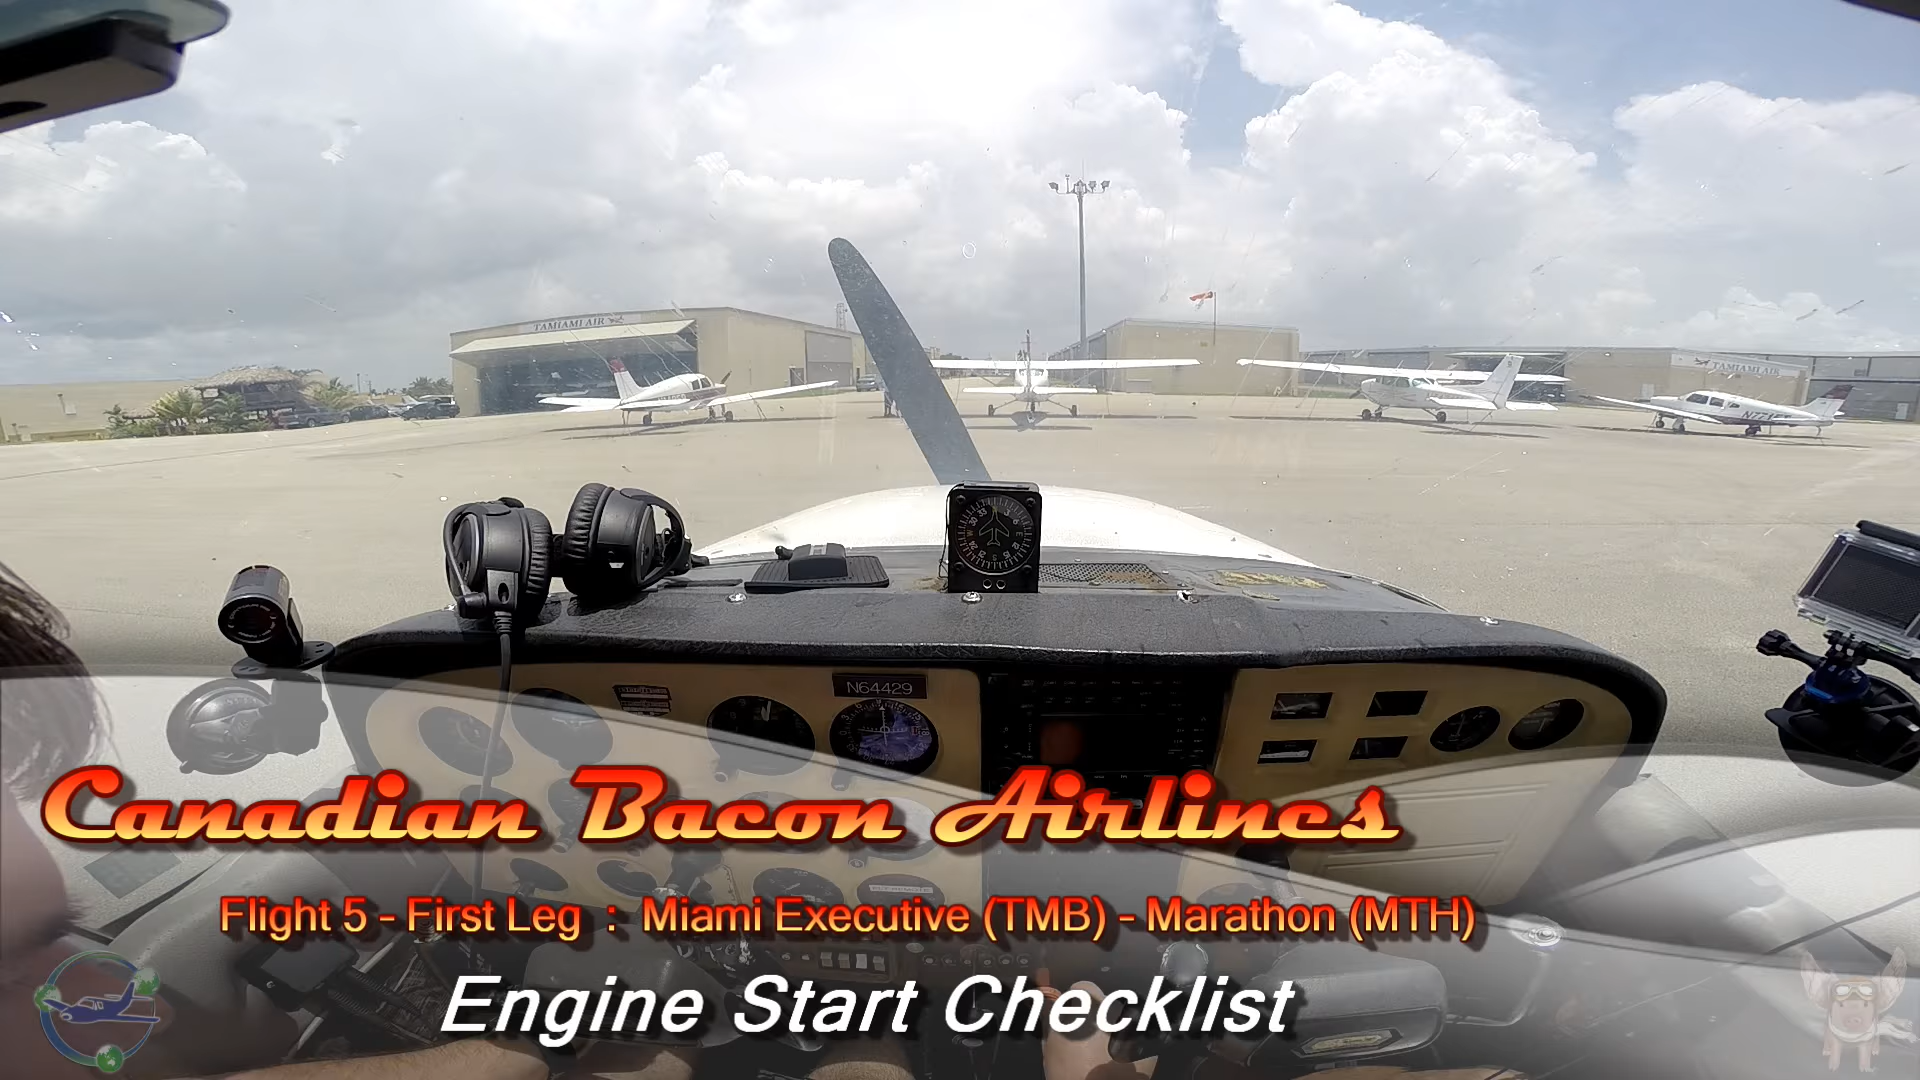 TAMIAMI AIR
TAMIAMI AIR
N64429
Canadian Bacon Airlines
Flight 5 - First Leg : Miami Executive (TMB) - Marathon (MTH)
Engine Start Checklist